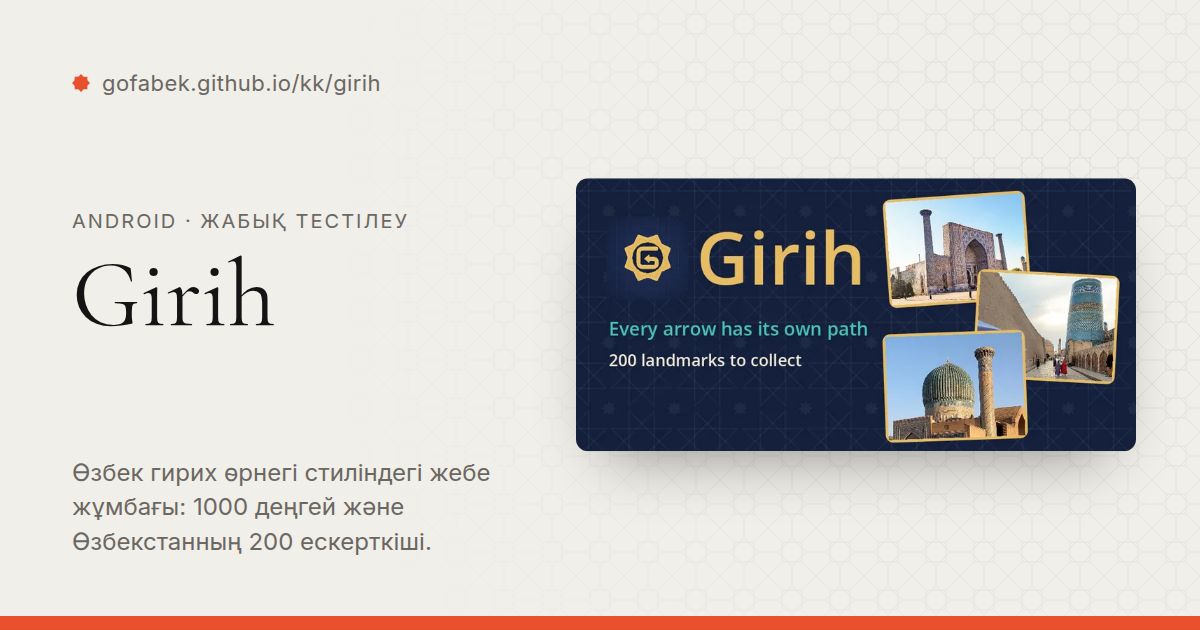 gofabek.github.io/kk/girih
ANDROID · ЖАБЫҚ ТЕСТІЛЕУ
Girih
Өзбек гирих өрнегі стиліндегі жебе
жұмбағы: 1000 деңгей және
Өзбекстанның 200 ескерткіші.
Girih
Every arrow has its own path
200 landmarks to collect